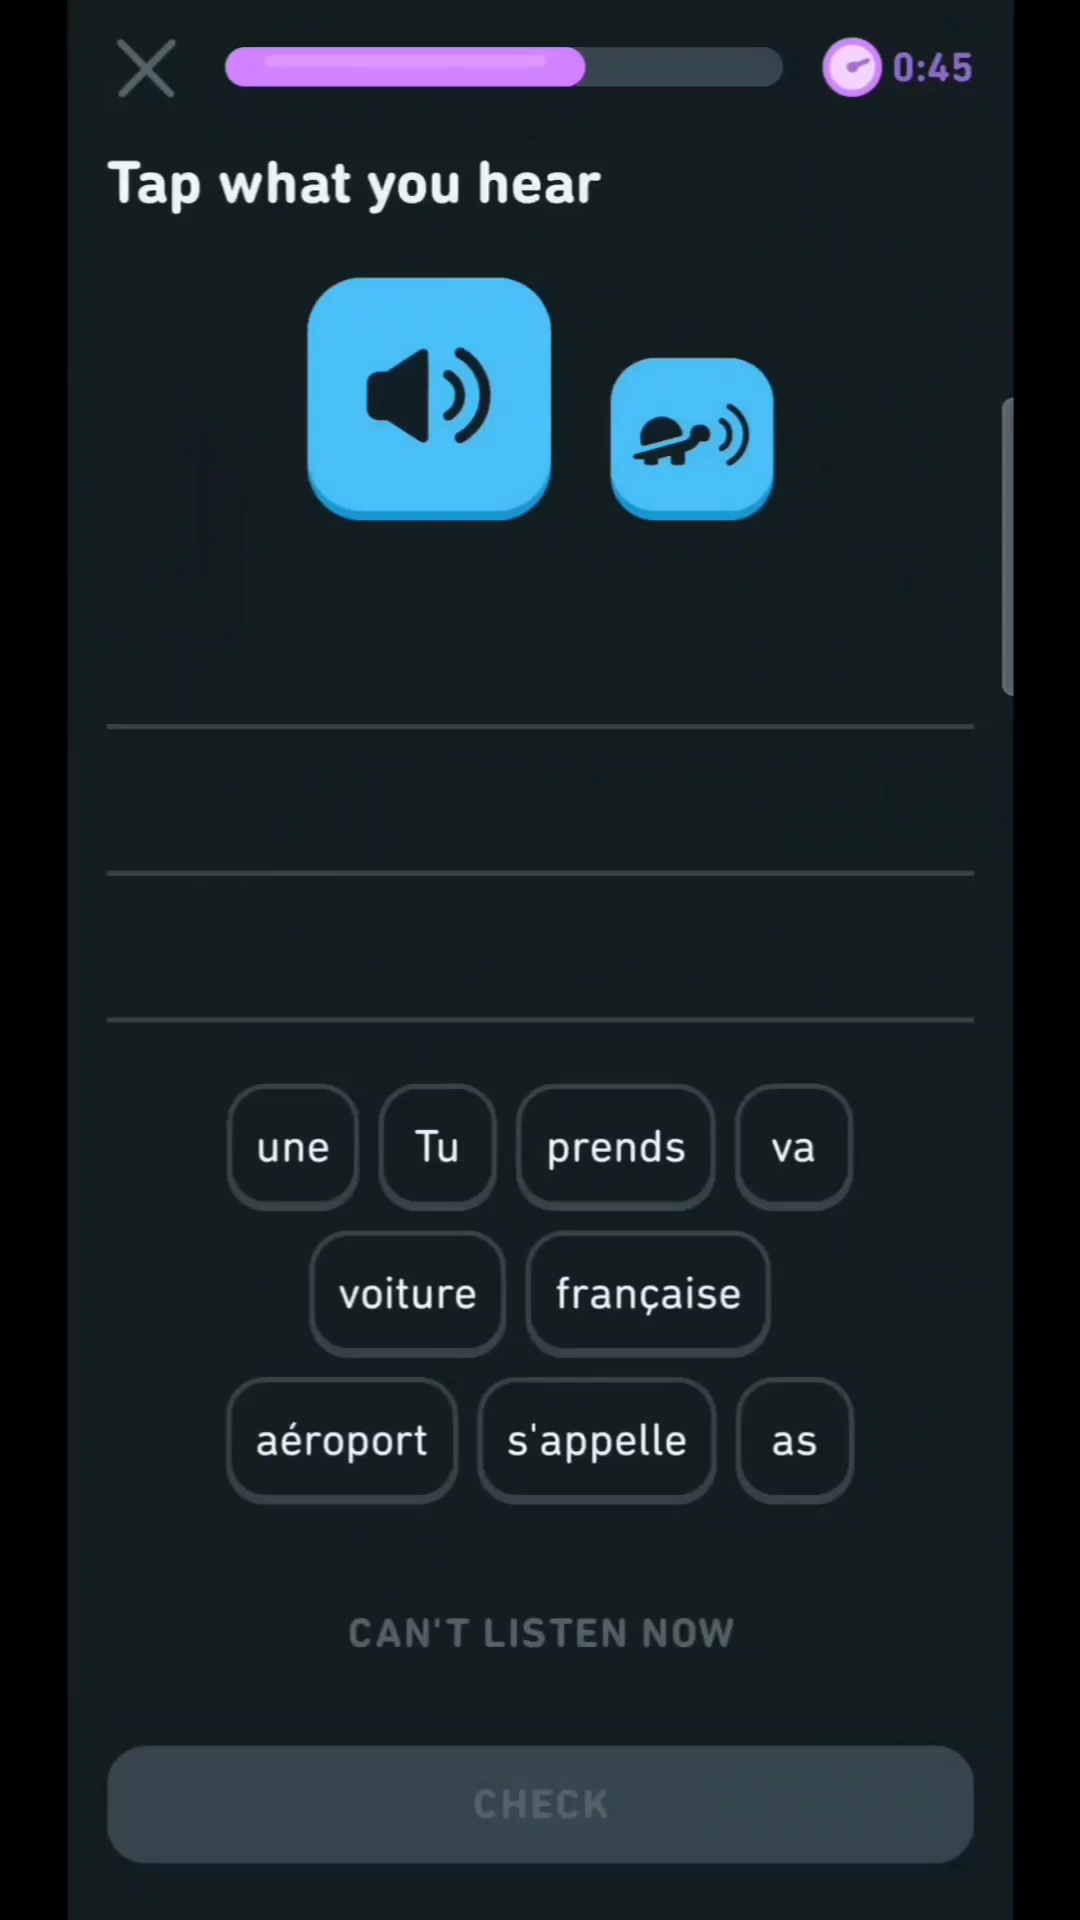 0:45
Tap what you hear
une Tu prends va
voiture française
aéroport s'appelle as
CAN'T LISTEN NOW
CHECK